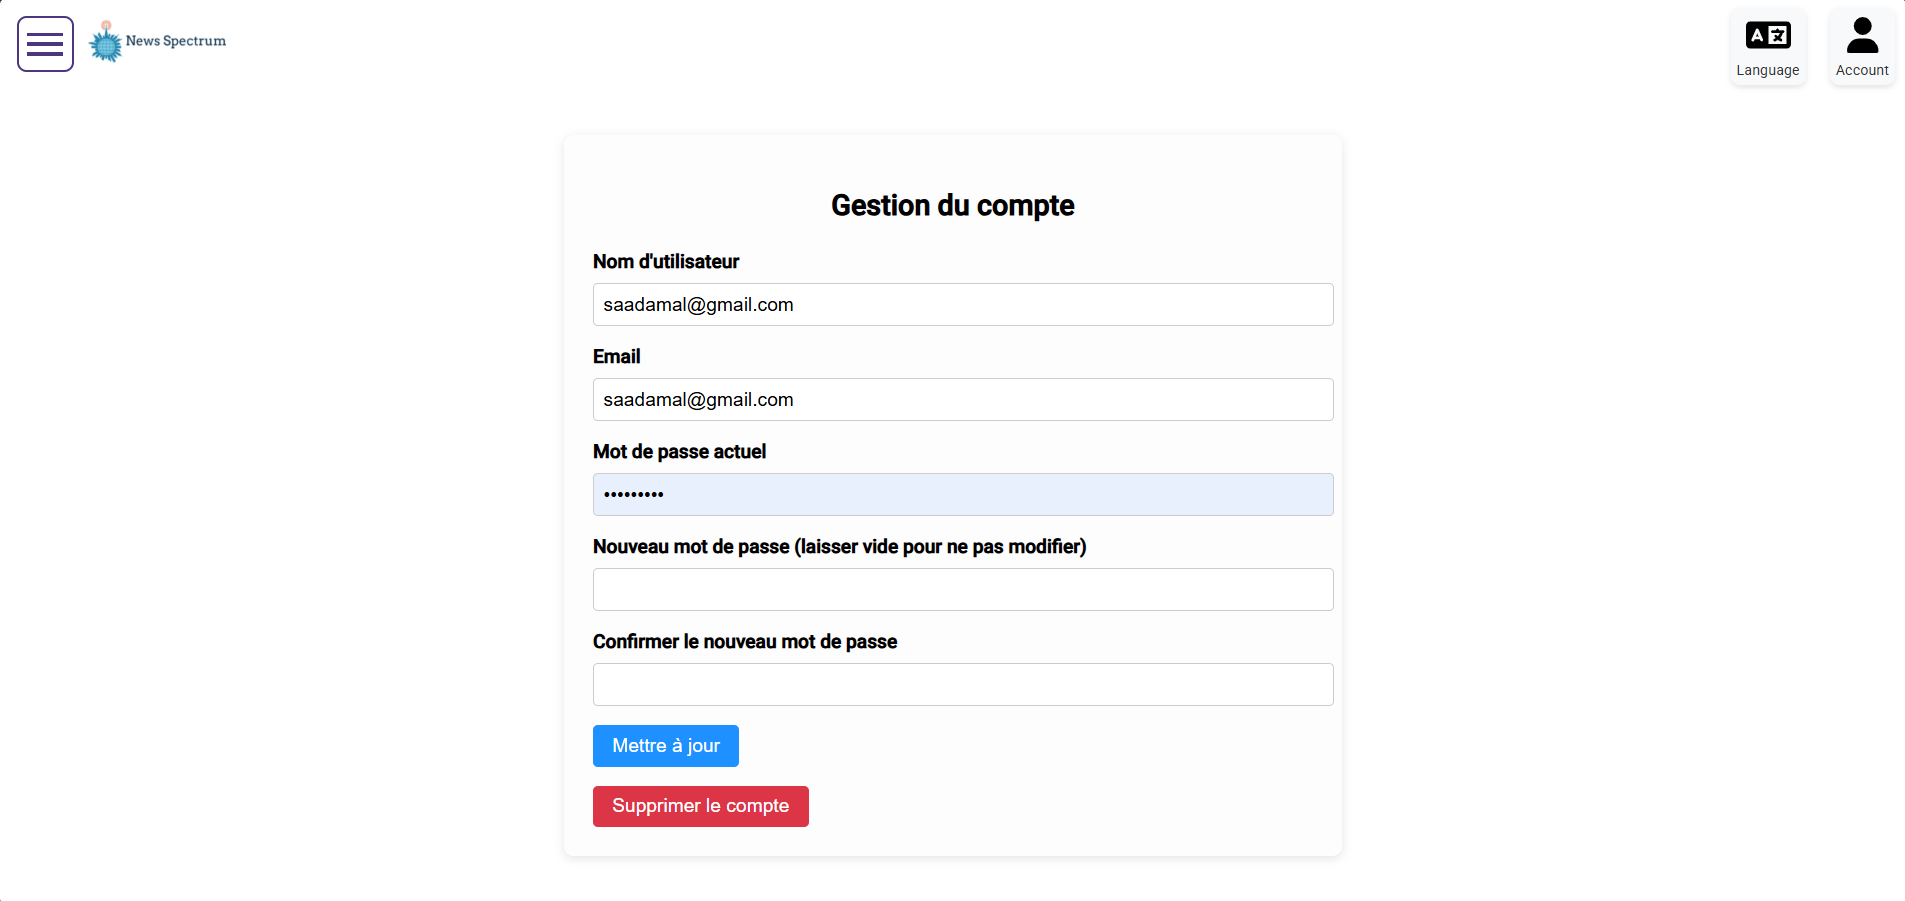 News Spectrum
Language
Account
Gestion du compte
Nom d'utilisateur
saadamal@gmail.com
Email
saadamal@gmail.com
Mot de passe actuel
•••••••••
Nouveau mot de passe (laisser vide pour ne pas modifier)
Confirmer le nouveau mot de passe
Mettre à jour
Supprimer le compte